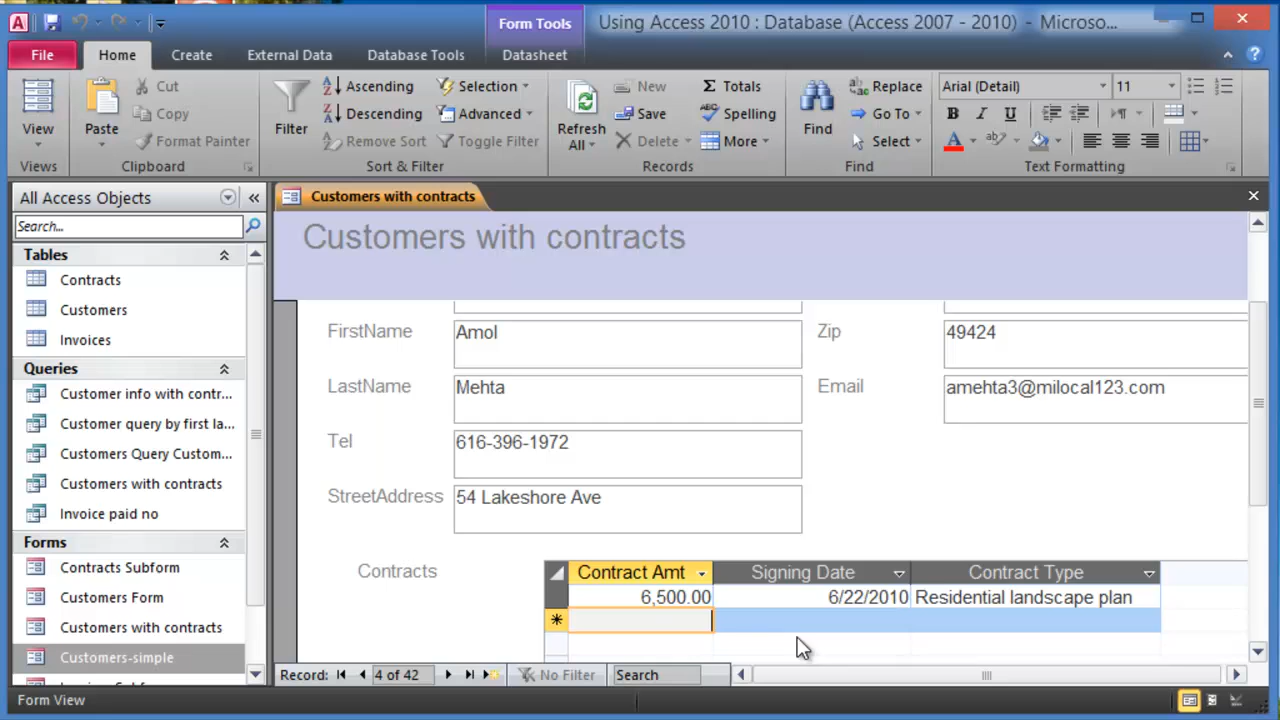 Form Tools
Using Access 2010 : Database (Access 2007 - 2010) - Microso...
File Home Create External Data Database Tools Datasheet
View
Views
Paste
Cut
Copy
Format Painter
Clipboard
Filter
Ascending
Descending
Remove Sort
Selection
Advanced
Toggle Filter
Sort & Filter
Refresh
All
New
Save
Delete
Totals
Spelling
More
Records
Find
Replace
Go To
Select
Find
Arial (Detail) 11
B I U
Text Formatting
All Access Objects
Search...
Tables
Contracts
Customers
Invoices
Queries
Customer info with contr...
Customer query by first la...
Customers Query Custom...
Customers with contracts
Invoice paid no
Forms
Contracts Subform
Customers Form
Customers with contracts
Customers-simple
Customers with contracts
Customers with contracts
FirstName Amol Zip 49424
LastName Mehta Email amehta3@milocal123.com
Tel 616-396-1972
StreetAddress 54 Lakeshore Ave
Contracts
Contract Amt Signing Date Contract Type
6,500.00 6/22/2010 Residential landscape plan
Record: 4 of 42 No Filter Search
Form View